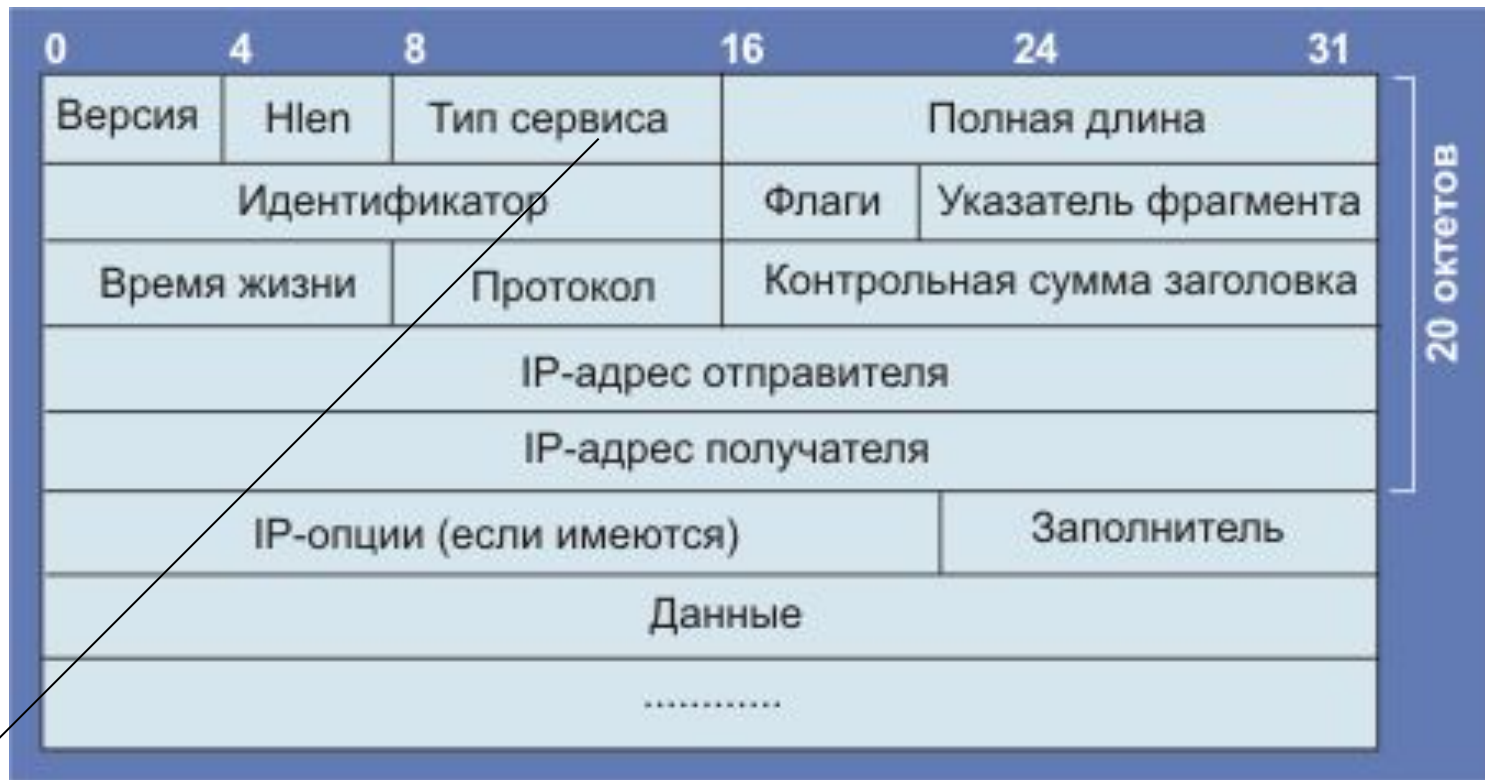 0 4 8 16 24 31
Версия Hlen Тип сервиса Полная длина
Идентификатор Флаги Указатель фрагмента
Время жизни Протокол Контрольная сумма заголовка
IP-адрес отправителя
IP-адрес получателя
IP-опции (если имеются) Заполнитель
Данные
............
20 октетов